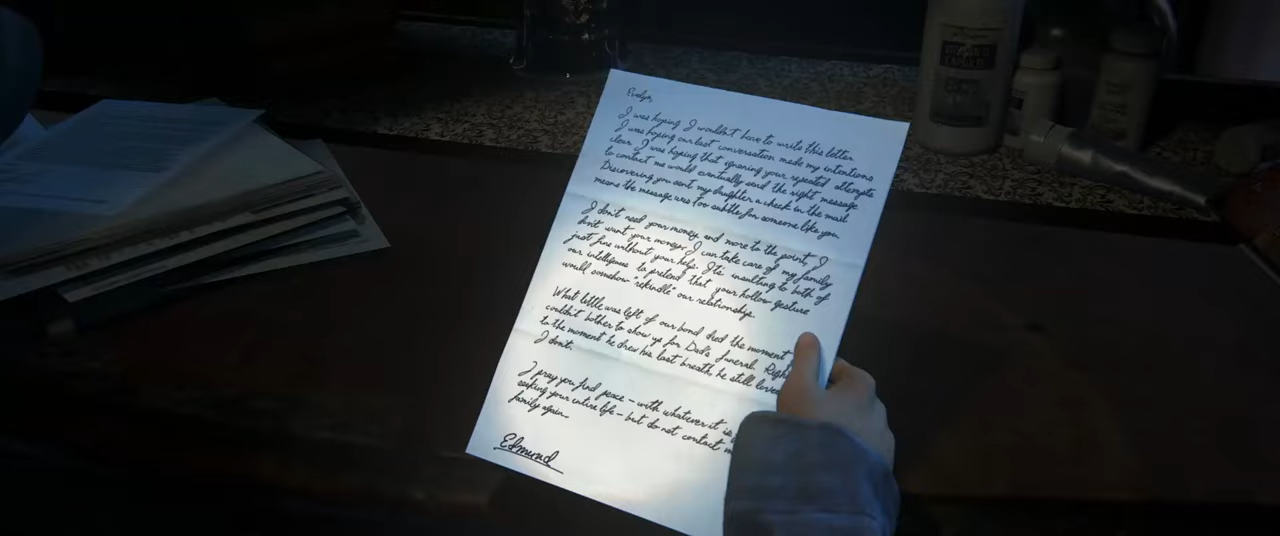 Evelyn,
I was hoping I wouldn't have to write this letter.
I was hoping our last conversation made my intentions
clear. I was hoping that ignoring your repeated attempts
to contact me would eventually send the right message.
Discovering you sent my daughter a check in the mail
means the message was too subtle for someone like you.
I don't need your money, and more to the point, I
don't want your money. I can take care of my family
just fine without your help. It's insulting to both of
our intelligence to pretend that your hollow gesture
would somehow "rekindle" our relationship.
What little was left of our bond died the moment
couldn't bother to show up for Dad's funeral. Right
to the moment he drew his last breath, he still
I don't.
I pray you find peace – with whatever it is
seeking your entire life – but do not contact
family again.
Edmund